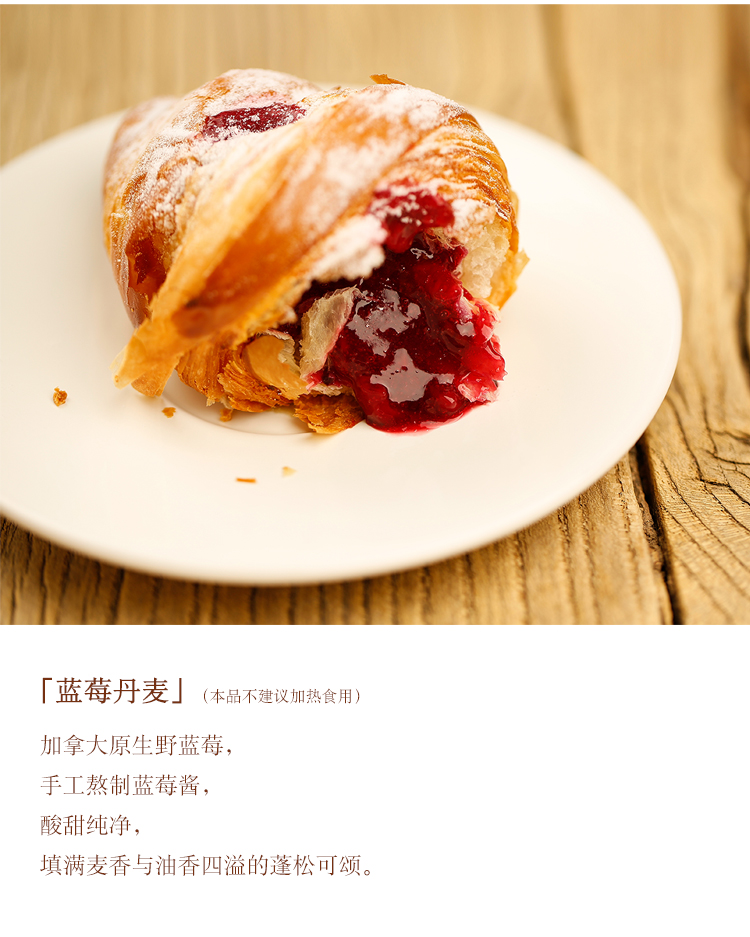 「蓝莓丹麦」（本品不建议加热食用）
加拿大原生野蓝莓，
手工熬制蓝莓酱，
酸甜纯净，
填满麦香与油香四溢的蓬松可颂。